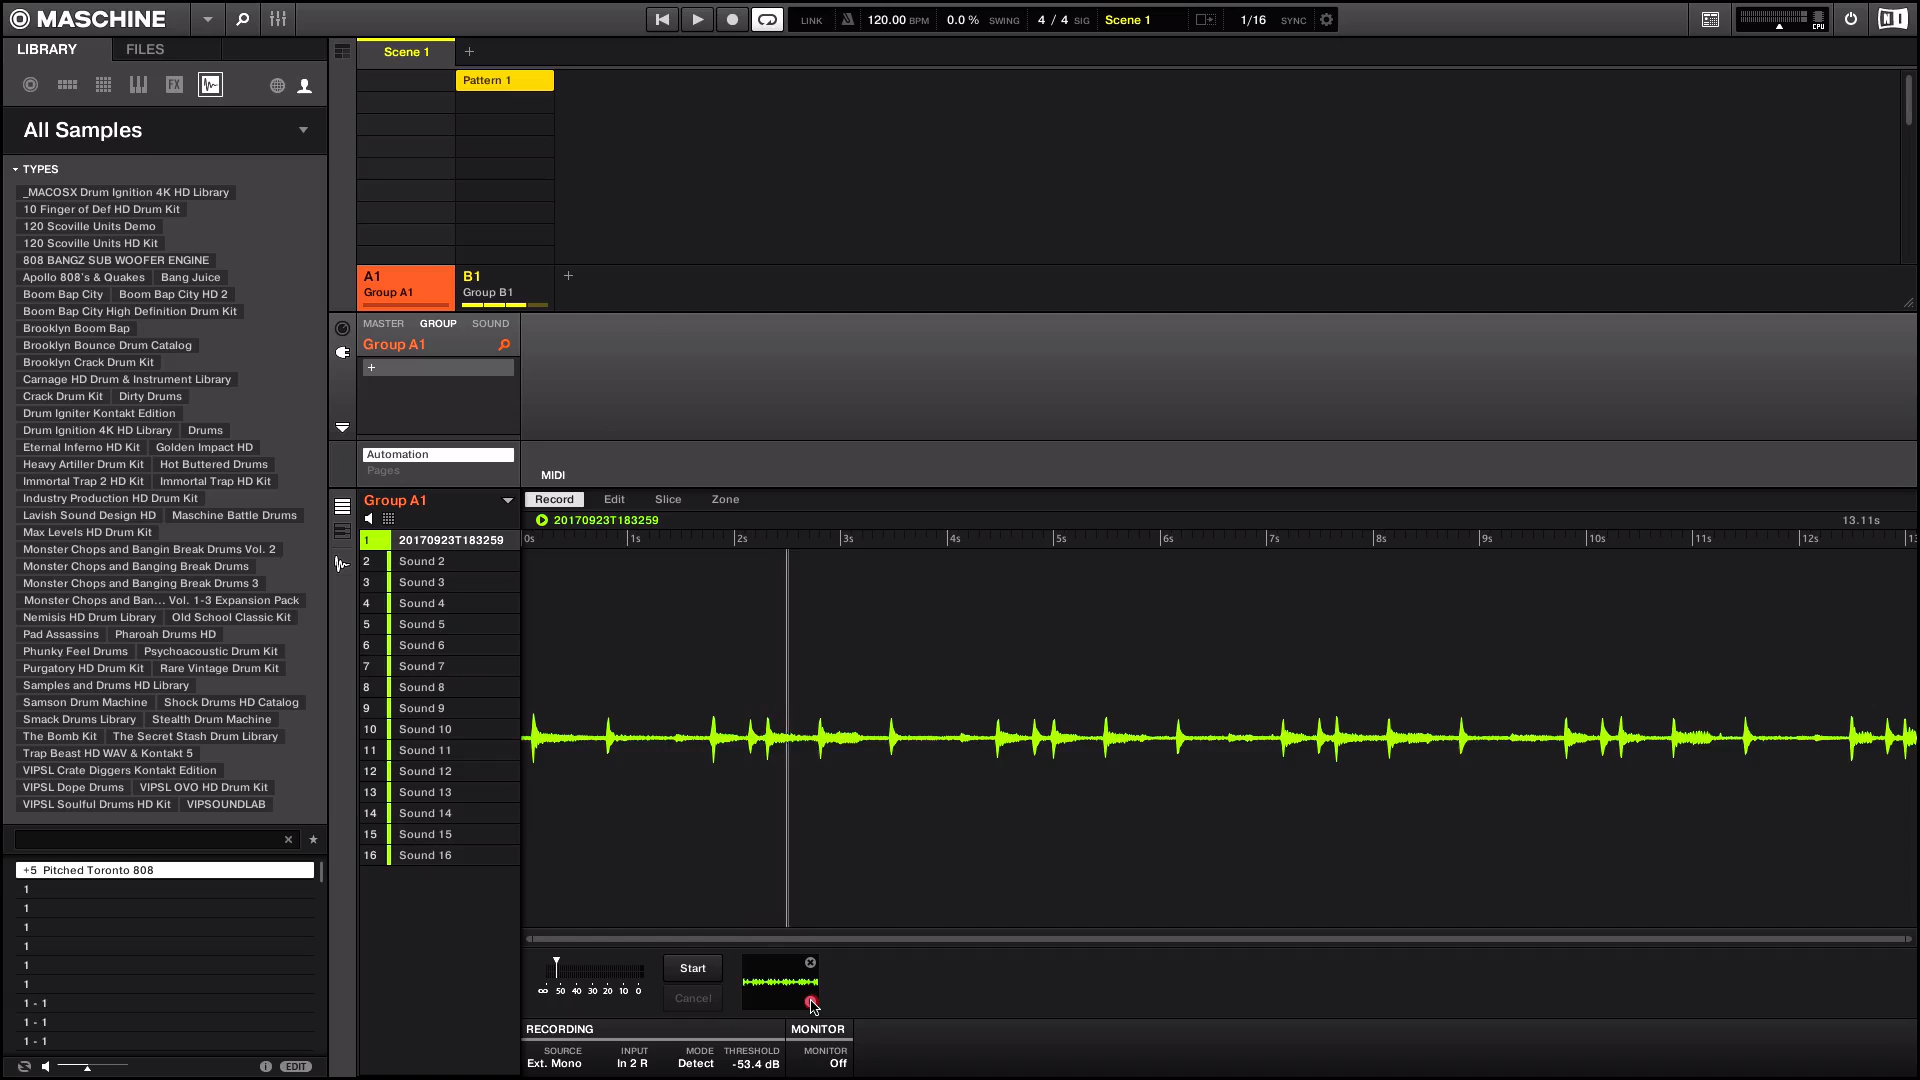 MASCHINE
LINK 120.00 BPM 0.0 % SWING 4 / 4 SIG Scene 1 1/16 SYNC
CPU
LIBRARY FILES
Scene 1 +
Pattern 1
FX
All Samples
TYPES
_MACOSX Drum Ignition 4K HD Library
10 Finger of Def HD Drum Kit
120 Scoville Units Demo
120 Scoville Units HD Kit
808 BANGZ SUB WOOFER ENGINE
Apollo 808's & Quakes Bang Juice
Boom Bap City Boom Bap City HD 2
Boom Bap City High Definition Drum Kit
Brooklyn Boom Bap
Brooklyn Bounce Drum Catalog
Brooklyn Crack Drum Kit
Carnage HD Drum & Instrument Library
Crack Drum Kit Dirty Drums
Drum Igniter Kontakt Edition
Drum Ignition 4K HD Library Drums
Eternal Inferno HD Kit Golden Impact HD
Heavy Artiller Drum Kit Hot Buttered Drums
Immortal Trap 2 HD Kit Immortal Trap HD Kit
Industry Production HD Drum Kit
Lavish Sound Design HD Maschine Battle Drums
Max Levels HD Drum Kit
Monster Chops and Bangin Break Drums Vol. 2
Monster Chops and Banging Break Drums
Monster Chops and Banging Break Drums 3
Monster Chops and Ban... Vol. 1-3 Expansion Pack
Nemisis HD Drum Library Old School Classic Kit
Pad Assassins Pharoah Drums HD
Phunky Feel Drums Psychoacoustic Drum Kit
Purgatory HD Drum Kit Rare Vintage Drum Kit
Samples and Drums HD Library
Samson Drum Machine Shock Drums HD Catalog
Smack Drums Library Stealth Drum Machine
The Bomb Kit The Secret Stash Drum Library
Trap Beast HD WAV & Kontakt 5
VIPSL Crate Diggers Kontakt Edition
VIPSL Dope Drums VIPSL OVO HD Drum Kit
VIPSL Soulful Drums HD Kit VIPSOUNDLAB
+5 Pitched Toronto 808
1
1
1
1
1
1
1 - 1
1 - 1
1 - 1
EDIT
A1 B1 +
Group A1 Group B1
MASTER GROUP SOUND
Group A1
+
Automation
Pages
MIDI
Group A1
Record Edit Slice Zone
20170923T183259 13.11s
0s 1s 2s 3s 4s 5s 6s 7s 8s 9s 10s 11s 12s 13
1 20170923T183259
2 Sound 2
3 Sound 3
4 Sound 4
5 Sound 5
6 Sound 6
7 Sound 7
8 Sound 8
9 Sound 9
10 Sound 10
11 Sound 11
12 Sound 12
13 Sound 13
14 Sound 14
15 Sound 15
16 Sound 16
∞ 50 40 30 20 10 0
Start
Cancel
RECORDING MONITOR
SOURCE INPUT MODE THRESHOLD MONITOR
Ext. Mono In 2 R Detect -53.4 dB Off